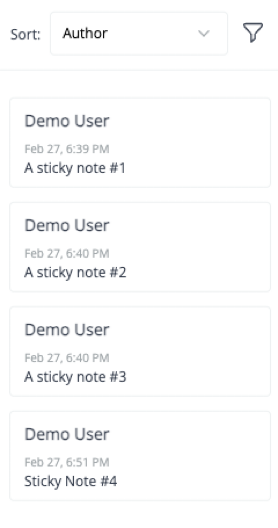 Sort: Author
Demo User
Feb 27, 6:39 PM
A sticky note #1
Demo User
Feb 27, 6:40 PM
A sticky note #2
Demo User
Feb 27, 6:40 PM
A sticky note #3
Demo User
Feb 27, 6:51 PM
Sticky Note #4